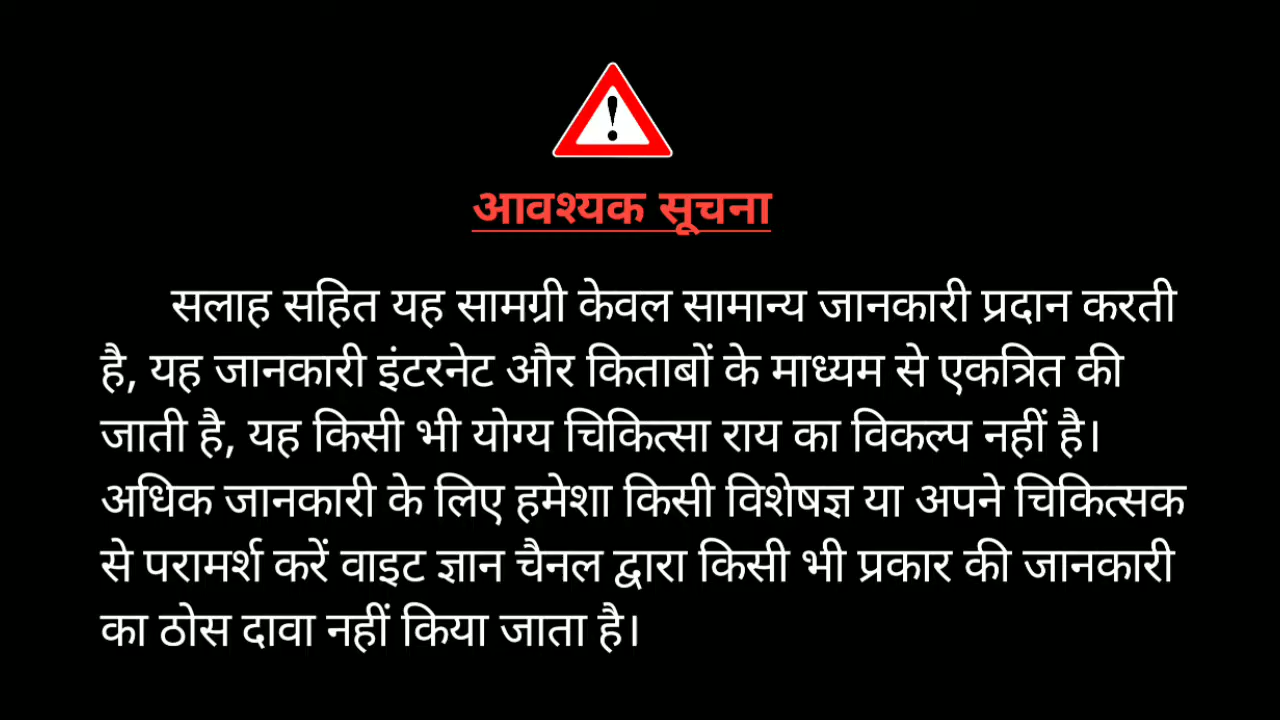 आवश्यक सूचना
सलाह सहित यह सामग्री केवल सामान्य जानकारी प्रदान करती
है, यह जानकारी इंटरनेट और किताबों के माध्यम से एकत्रित की
जाती है, यह किसी भी योग्य चिकित्सा राय का विकल्प नहीं है।
अधिक जानकारी के लिए हमेशा किसी विशेषज्ञ या अपने चिकित्सक
से परामर्श करें वाइट ज्ञान चैनल द्वारा किसी भी प्रकार की जानकारी
का ठोस दावा नहीं किया जाता है।